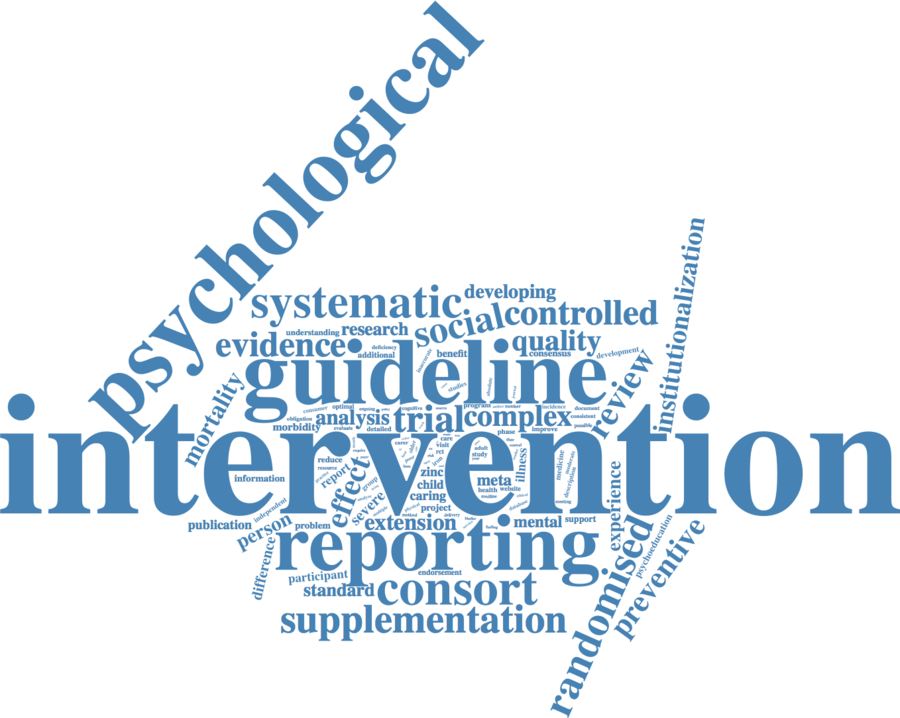 psychological
institutionalization
systematic
developing
controlled
social
research
understanding
evidence
quality
deficiency
additional
benefit
consensus
development
guideline
studies
review
mortality
consumer
optimal
cognitive
program
incidence
document
obligation
analysis
trial
complex
consistent
morbidity
evaluate
detailed
improve
possible
phase
intervention
care
visit
rct
adult
study
illness
medicine
moderate
description
reduce
resource
report
information
effect
group
zinc
child
caring
meta
health
website
experience
severe
project
publication
independent
person
problem
extension
mental
support
difference
reporting
randomised
psychoeducation
preventive
participant
endorsement
standard
consort
supplementation